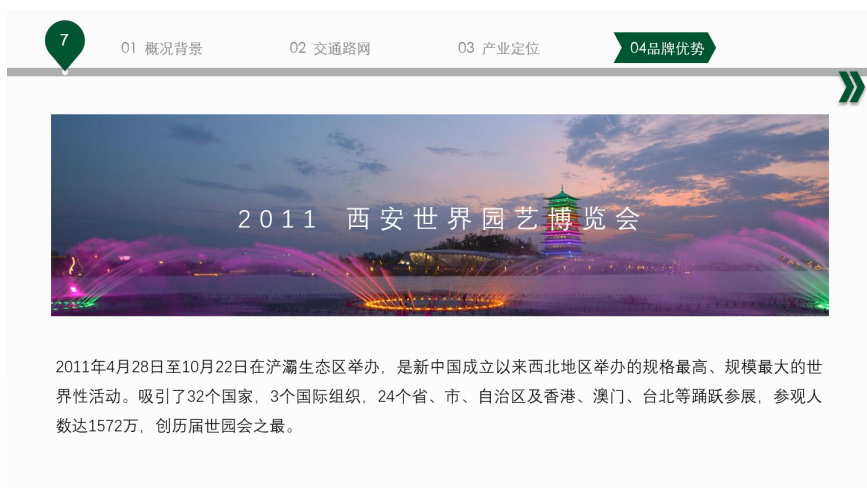 7
01 概况背景
02 交通路网
03 产业定位
04品牌优势
2011 西安世界园艺博览会
2011年4月28日至10月22日在浐灞生态区举办，是新中国成立以来西北地区举办的规格最高、规模最大的世
界性活动。吸引了32个国家，3个国际组织，24个省、市、自治区及香港、澳门、台北等踊跃参展，参观人
数达1572万，创历届世园会之最。